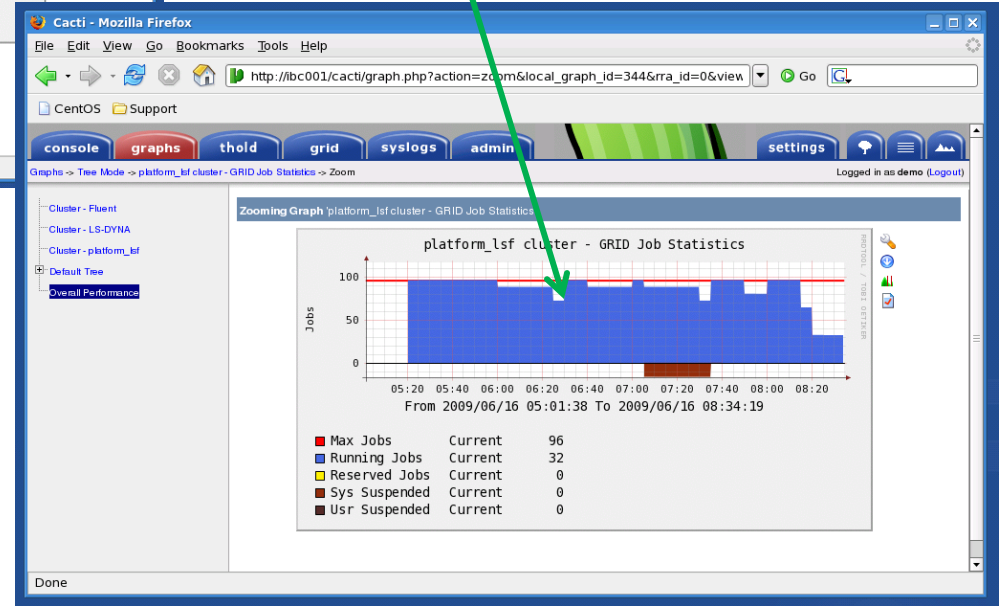 Cacti - Mozilla Firefox
File Edit View Go Bookmarks Tools Help
http://ibc001/cacti/graph.php?action=zoom&local_graph_id=344&rra_id=0&view Go G
CentOS Support
console graphs thold grid syslogs admin settings
Graphs -> Tree Mode -> platform_lsf cluster - GRID Job Statistics -> Zoom Logged in as demo (Logout)
Cluster - Fluent
Cluster - LS-DYNA
Cluster - platform_lsf
Default Tree
Overall Performance
Zooming Graph 'platform_lsf cluster - GRID Job Statistics'
platform_lsf cluster - GRID Job Statistics
RRDTOOL / TOBI OETIKER
Jobs
100
50
0
05:20 05:40 06:00 06:20 06:40 07:00 07:20 07:40 08:00 08:20
From 2009/06/16 05:01:38 To 2009/06/16 08:34:19
Max Jobs Current 96
Running Jobs Current 32
Reserved Jobs Current 0
Sys Suspended Current 0
Usr Suspended Current 0
Done